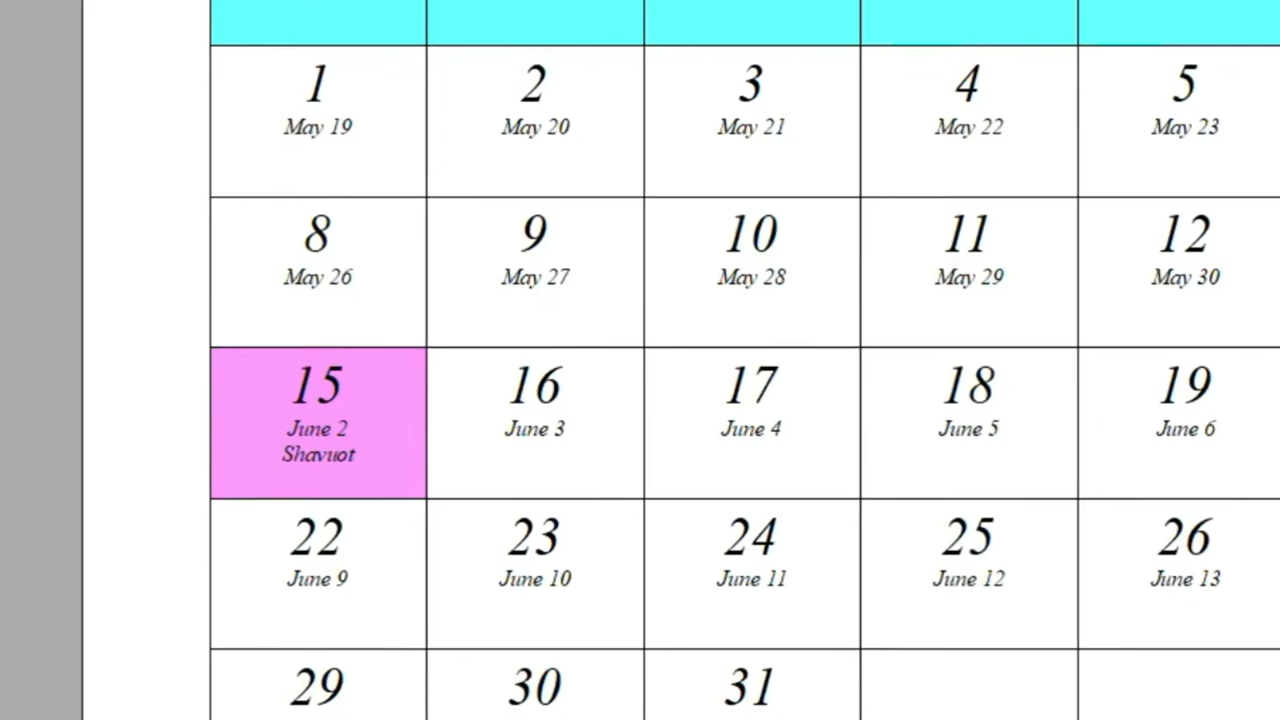 1 2 3 4 5
May 19 May 20 May 21 May 22 May 23
8 9 10 11 12
May 26 May 27 May 28 May 29 May 30
15 16 17 18 19
June 2 June 3 June 4 June 5 June 6
Shavuot
22 23 24 25 26
June 9 June 10 June 11 June 12 June 13
29 30 31